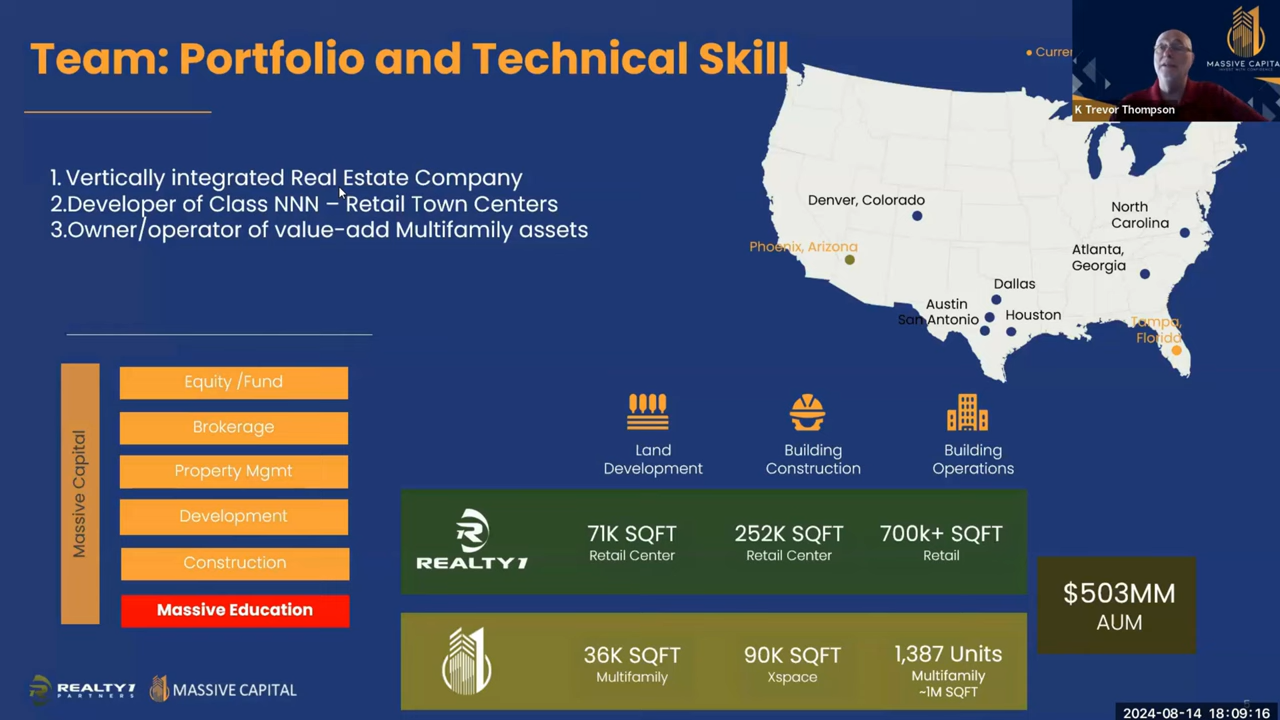 Team: Portfolio and Technical Skill
MASSIVE CAPITA
K Trevor Thompson
1. Vertically integrated Real Estate Company
2.Developer of Class NNN – Retail Town Centers
3.Owner/operator of value-add Multifamily assets
Denver, Colorado
North
Carolina
Phoenix, Arizona
Atlanta,
Georgia
Dallas
Austin
San Antonio
Houston
Tampa,
Florida
Massive Capital
Equity /Fund
Brokerage
Property Mgmt
Development
Construction
Massive Education
Land
Development
Building
Construction
Building
Operations
REALTY1
71K SQFT
Retail Center
252K SQFT
Retail Center
700k+ SQFT
Retail
36K SQFT
Multifamily
90K SQFT
Xspace
1,387 Units
Multifamily
~1M SQFT
$503MM
AUM
REALTY1
PARTNERS
MASSIVE CAPITAL
2024-08-14 18:09:16